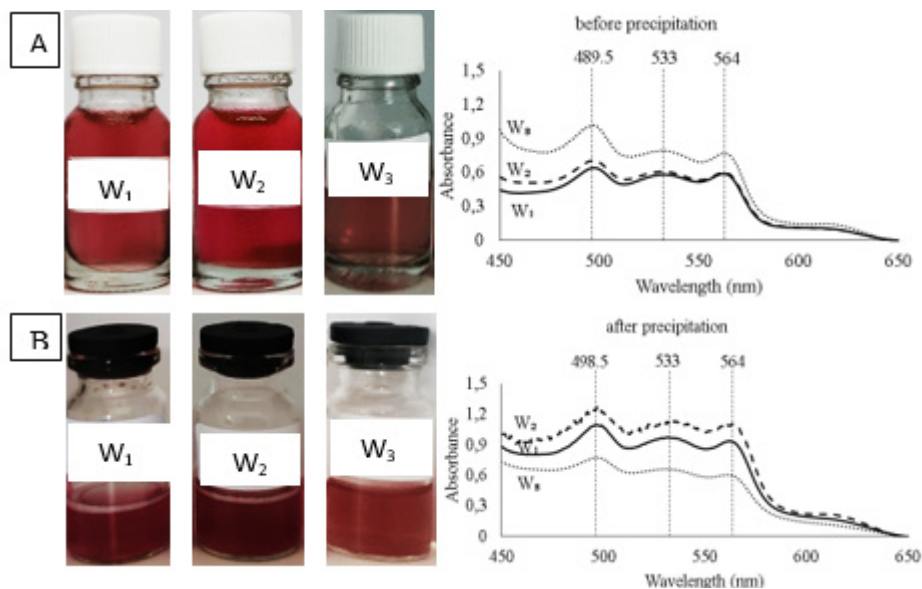 A
W₁
W₂
W₃
before precipitation
489.5 533 564
1,5
1,2
0,9
0,6
0,3
0
Absorbance
W₈
W₂
W₁
450 500 550 600 650
Wavelength (nm)
B
W₁
W₂
W₃
after precipitation
498.5 533 564
1,5
1,2
0,9
0,6
0,3
0
Absorbance
W₂
W₁
W₈
450 500 550 600 650
Wavelength (nm)